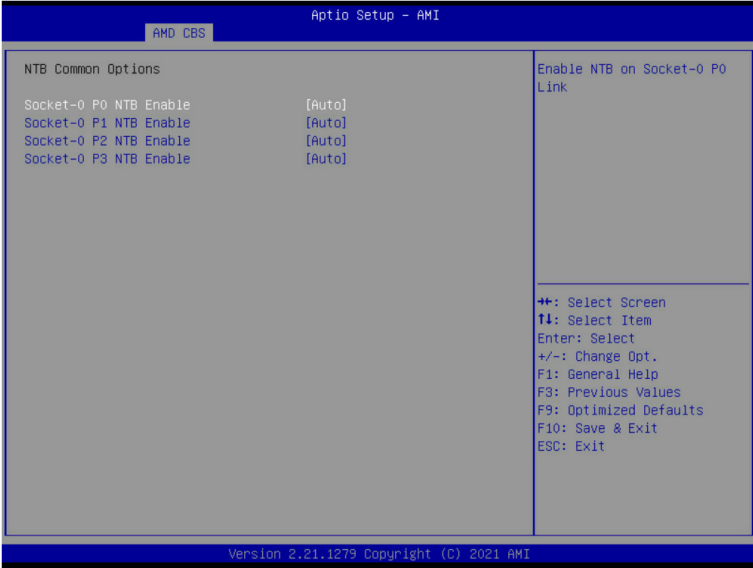 Aptio Setup – AMI
AMD CBS
NTB Common Options
Socket-0 P0 NTB Enable [Auto]
Socket-0 P1 NTB Enable [Auto]
Socket-0 P2 NTB Enable [Auto]
Socket-0 P3 NTB Enable [Auto]
Enable NTB on Socket-0 P0
Link
→←: Select Screen
↑↓: Select Item
Enter: Select
+/-: Change Opt.
F1: General Help
F3: Previous Values
F9: Optimized Defaults
F10: Save & Exit
ESC: Exit
Version 2.21.1279 Copyright (C) 2021 AMI